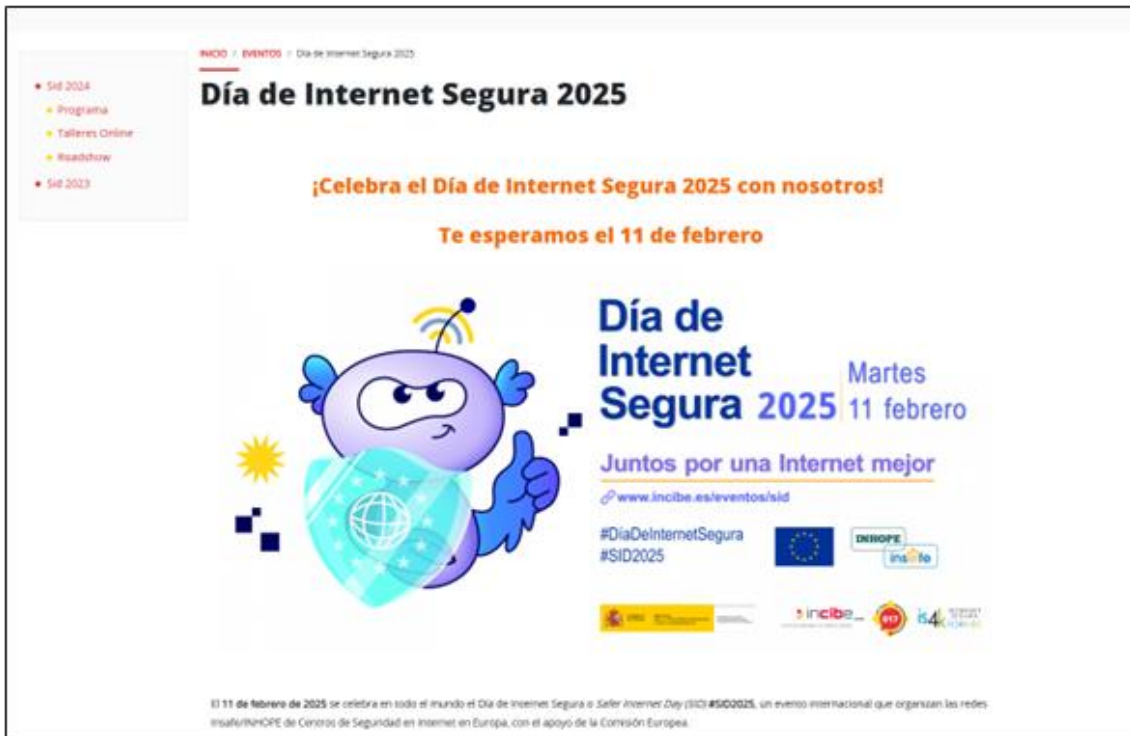 INICIO / EVENTOS / Día de Internet Segura 2025
Sid 2024
Programa
Talleres Online
Roadshow
Sid 2023
Día de Internet Segura 2025
¡Celebra el Día de Internet Segura 2025 con nosotros!
Te esperamos el 11 de febrero
Día de
Internet
Segura 2025
Martes
11 febrero
Juntos por una Internet mejor
www.incibe.es/eventos/sid
#DíaDeInternetSegura
#SID2025
INHOPE
insafe
incibe_
017
is4k INTERNET
SEGURA
El 11 de febrero de 2025 se celebra en todo el mundo el Día de Internet Segura o Safer Internet Day (SID) #SID2025, un evento internacional que organizan las redes
Insafe/INHOPE de Centros de Seguridad en Internet en Europa, con el apoyo de la Comisión Europea.